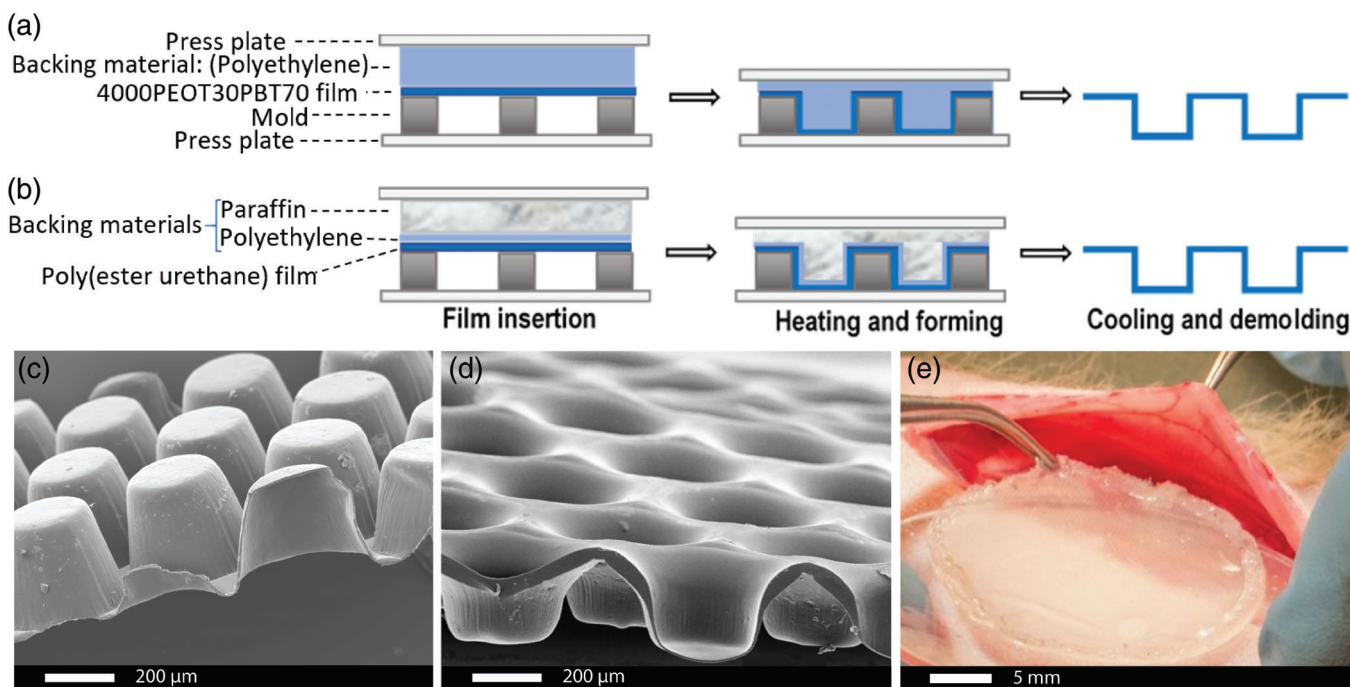 (a)
Press plate
Backing material: (Polyethylene)
4000PEOT30PBT70 film
Mold
Press plate
(b)
Backing materials
Paraffin
Polyethylene
Poly(ester urethane) film
Film insertion
Heating and forming
Cooling and demolding
(c)
200 µm
(d)
200 µm
(e)
5 mm